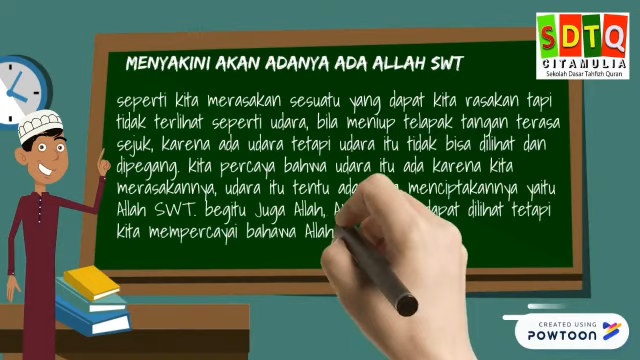 SDTQ
CITAMULIA
Sekolah Dasar Tahfizh Quran
MENYAKINI AKAN ADANYA ADA ALLAH SWT
seperti kita merasakan sesuatu yang dapat kita rasakan tapi
tidak terlihat seperti udara, bila meniup telapak tangan terasa
sejuk, karena ada udara tetapi udara itu tidak bisa dilihat dan
dipegang. kita percaya bahwa udara itu ada karena kita
merasakannya, udara itu tentu ada menciptakannya yaitu
Allah SWT. begitu Juga Allah, dapat dilihat tetapi
kita mempercayai bahawa Allah
CREATED USING
POWTOON